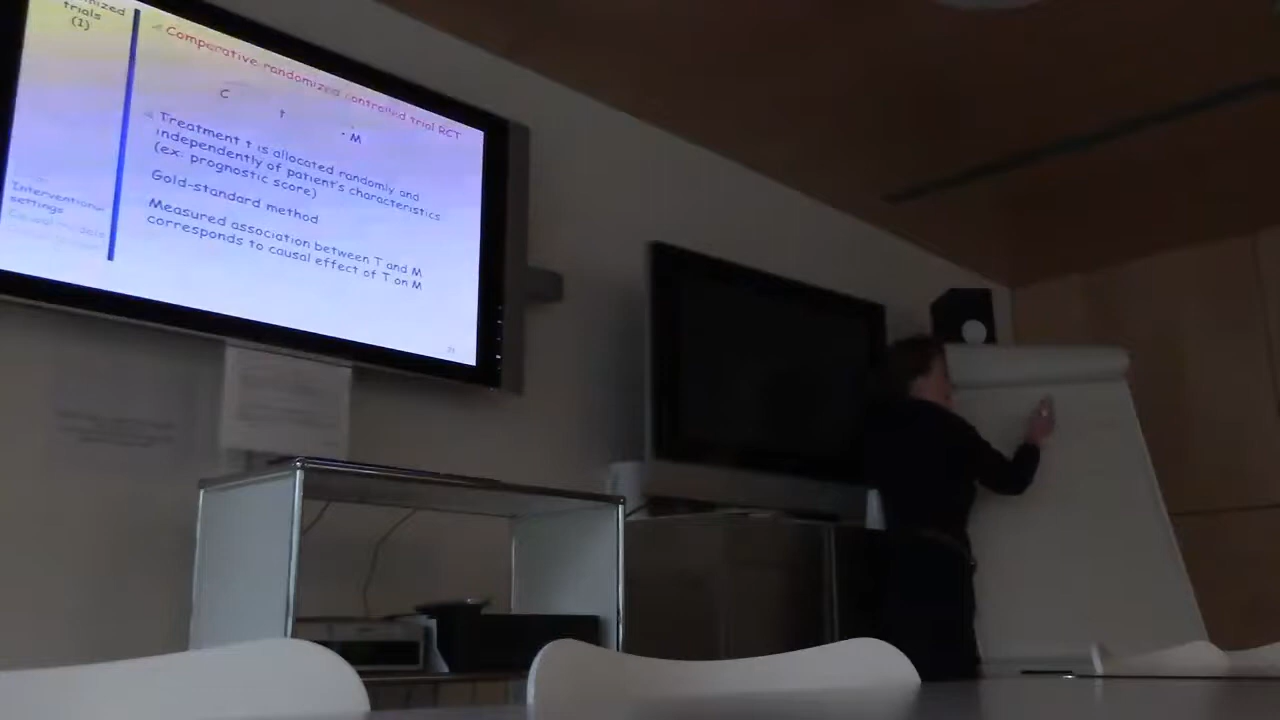 trials
(1)
Comparative randomized controlled trial RCT
C
t
M
Treatment t is allocated randomly and
independently of patient's characteristics
(ex: prognostic score)
Gold-standard method
Measured association between T and M
corresponds to causal effect of T on M
settings